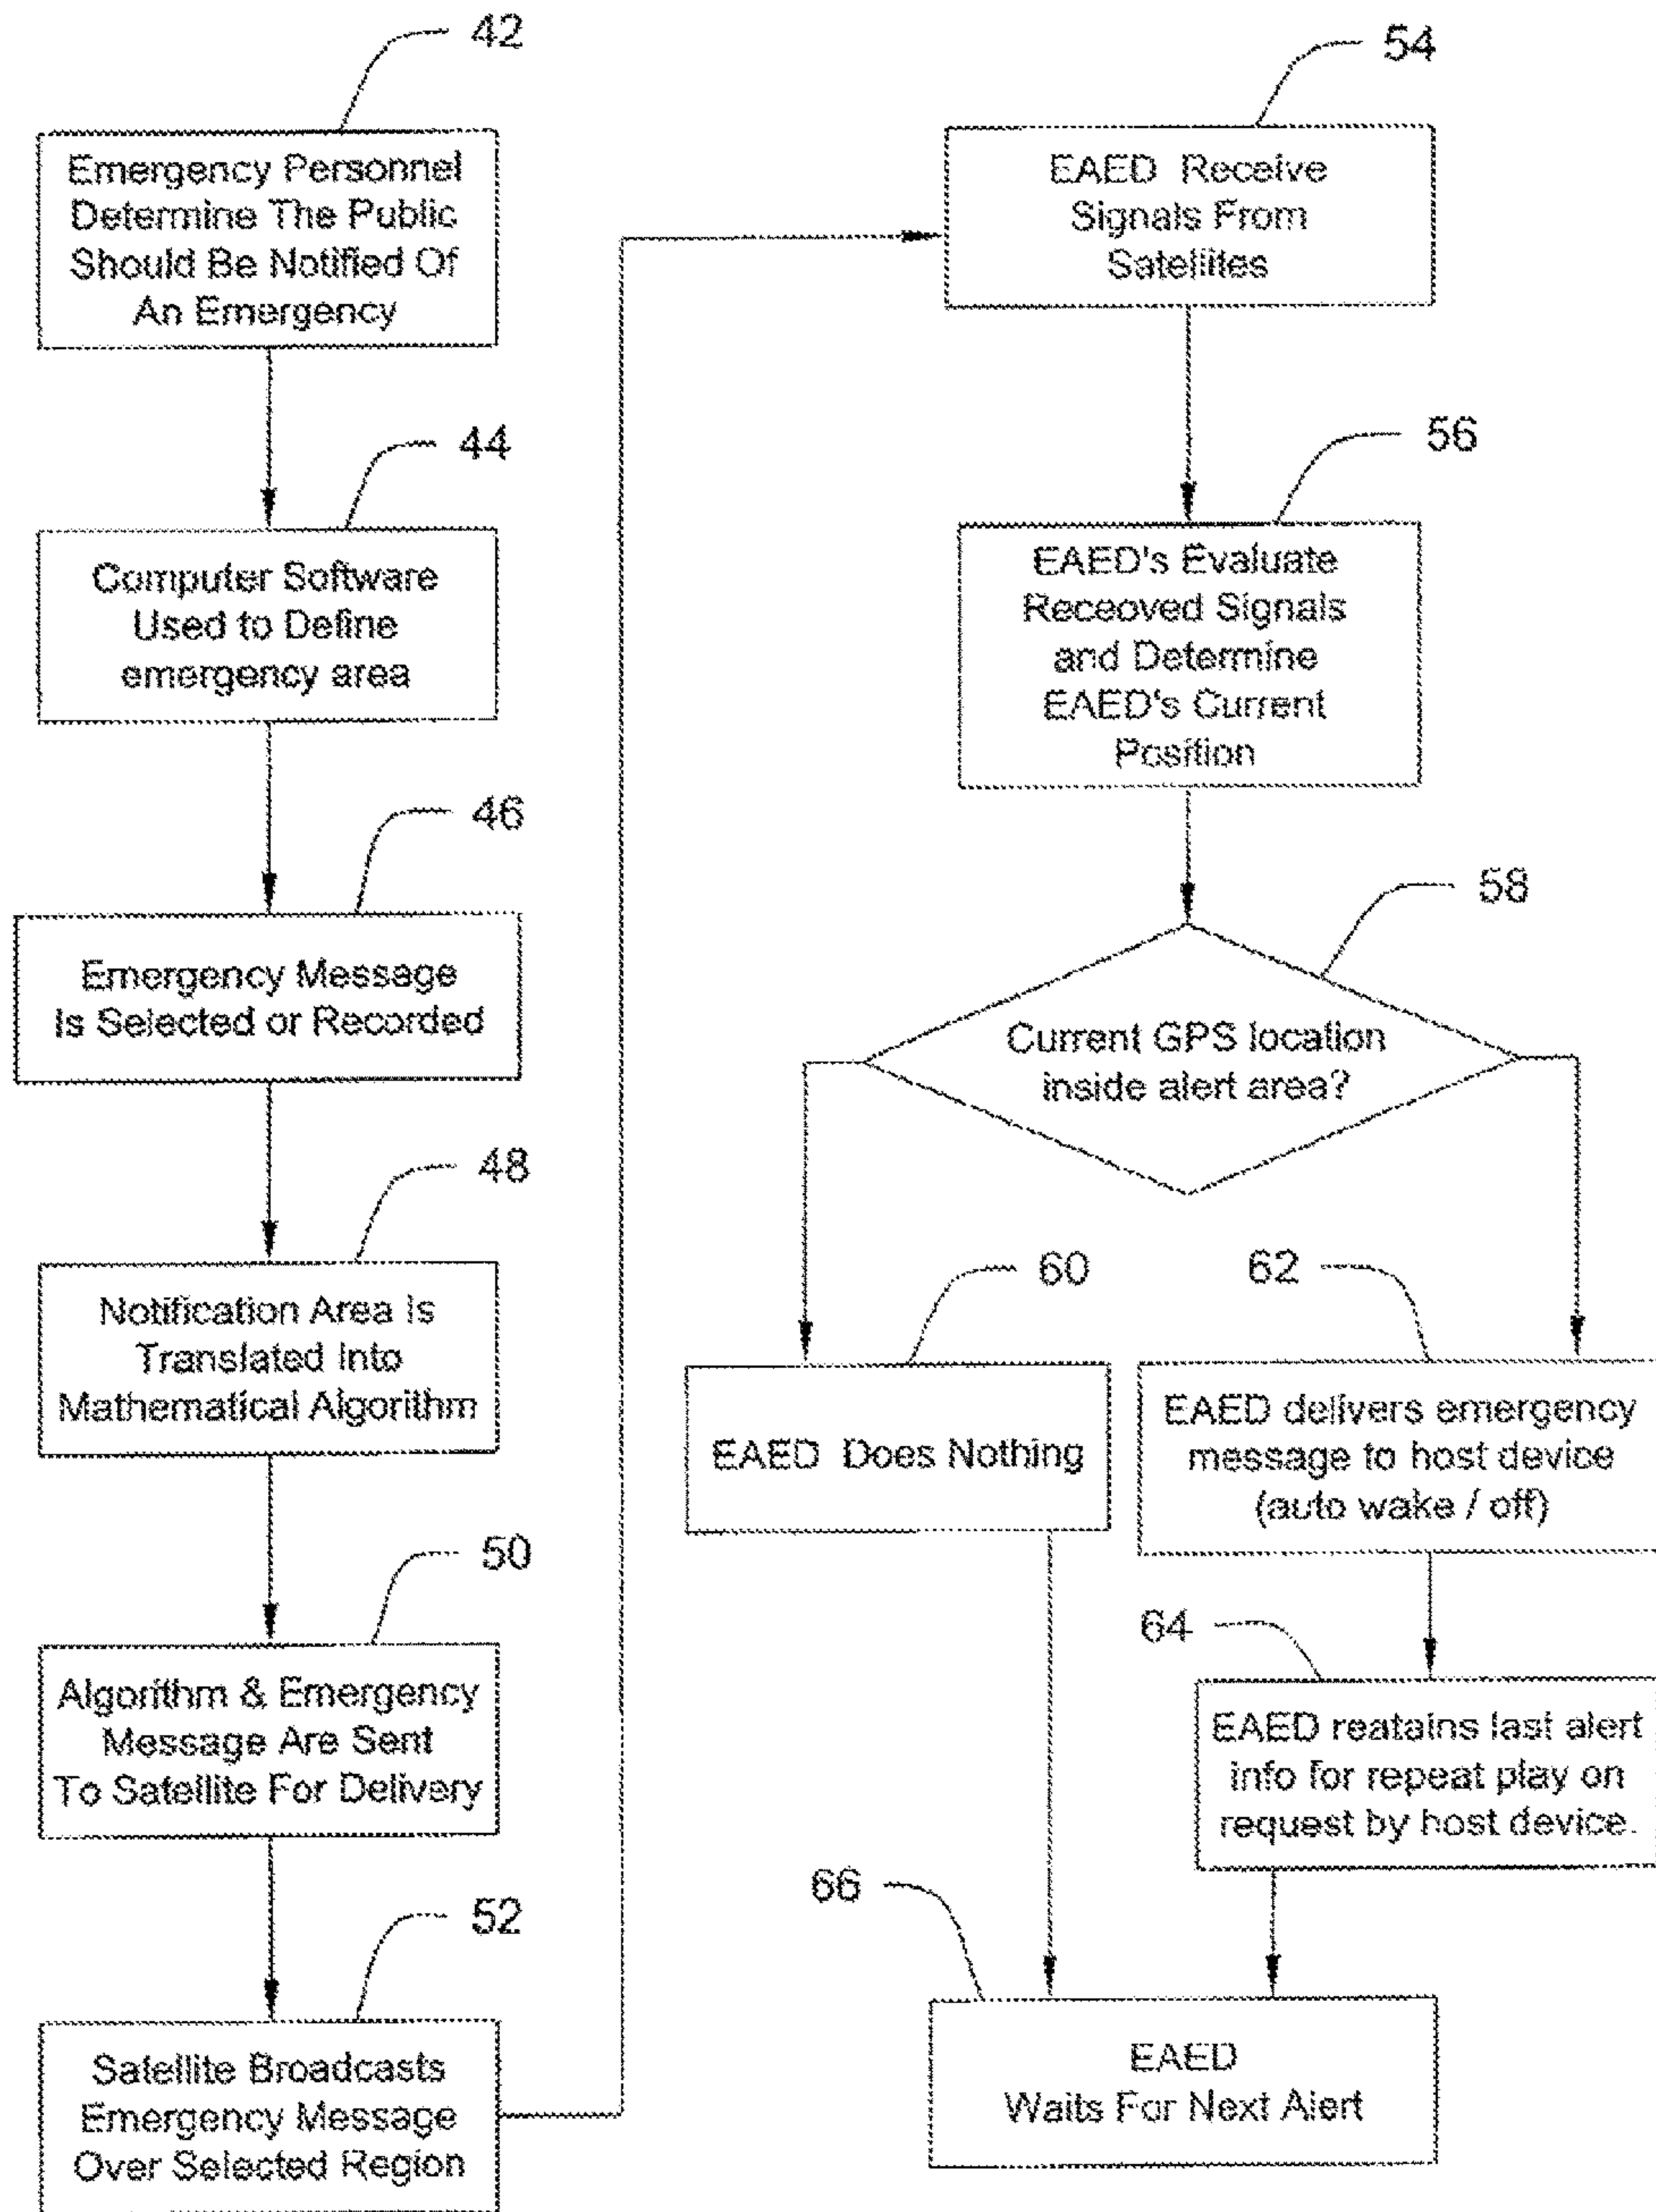 42
Emergency Personnel
Determine The Public
Should Be Notified Of
An Emergency
44
Computer Software
Used to Define
emergency area
46
Emergency Message
Is Selected or Recorded
48
Notification Area Is
Translated Into
Mathematical Algorithm
50
Algorithm & Emergency
Message Are Sent
To Satellite For Delivery
52
Satellite Broadcasts
Emergency Message
Over Selected Region
54
EAED Receive
Signals From
Satellites
56
EAED's Evaluate
Receoved Signals
and Determine
EAED's Current
Position
58
Current GPS location
inside alert area?
60
EAED Does Nothing
62
EAED delivers emergency
message to host device
(auto wake / off)
64
EAED reatains last alert
info for repeat play on
request by host device.
66
EAED
Waits For Next Alert